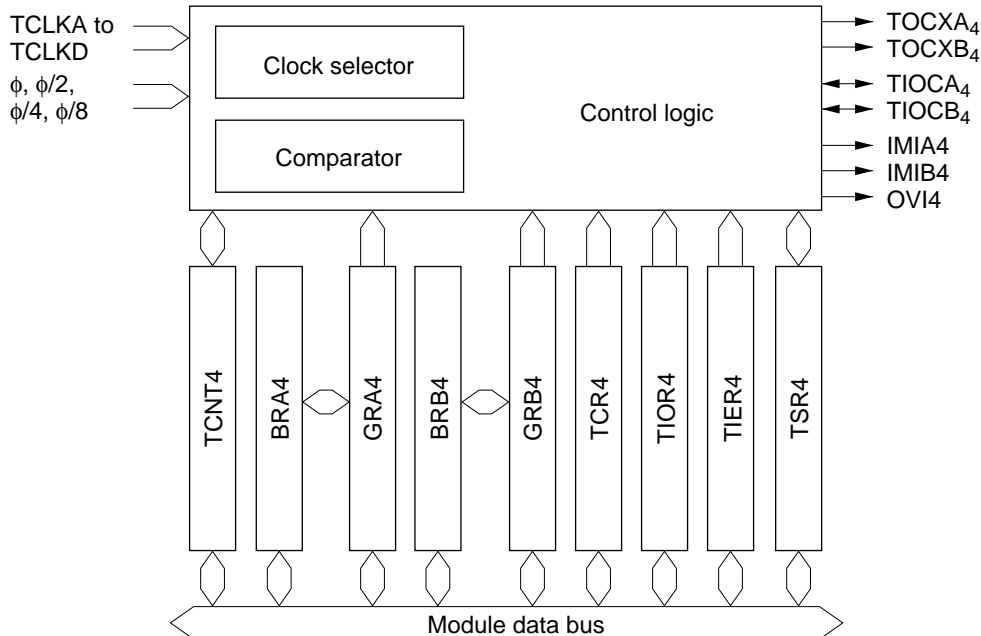 TCLKA to
TCLKD
ϕ, ϕ/2,
ϕ/4, ϕ/8
Clock selector
Comparator
Control logic
TOCXA4
TOCXB4
TIOCA4
TIOCB4
IMIA4
IMIB4
OVI4
TCNT4
BRA4
GRA4
BRB4
GRB4
TCR4
TIOR4
TIER4
TSR4
Module data bus